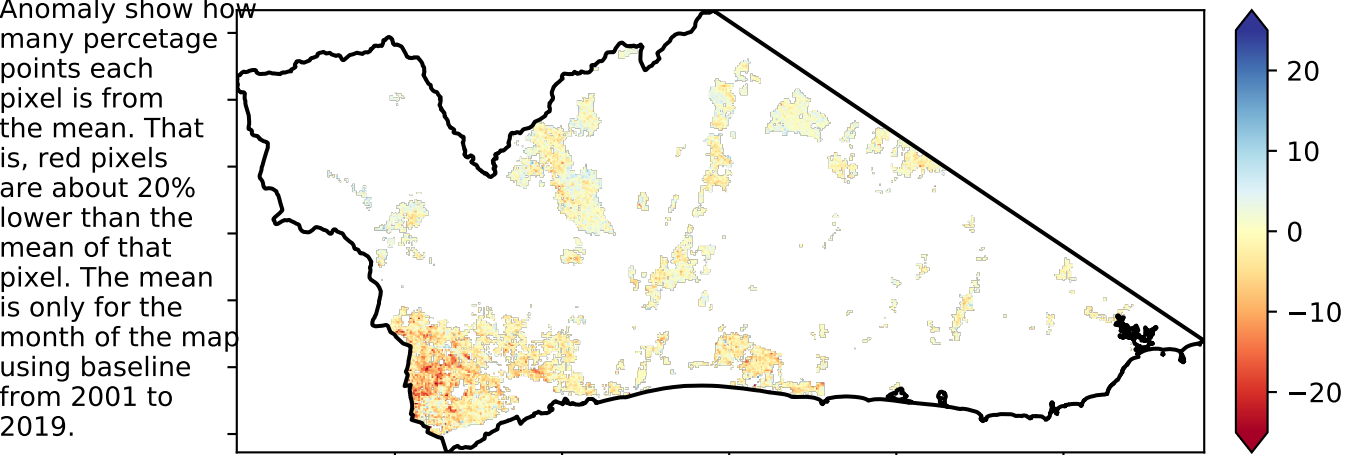 Anomaly show how
many percetage
points each
pixel is from
the mean. That
is, red pixels
are about 20%
lower than the
mean of that
pixel. The mean
is only for the
month of the map
using baseline
from 2001 to
2019.
20
10
0
−10
−20